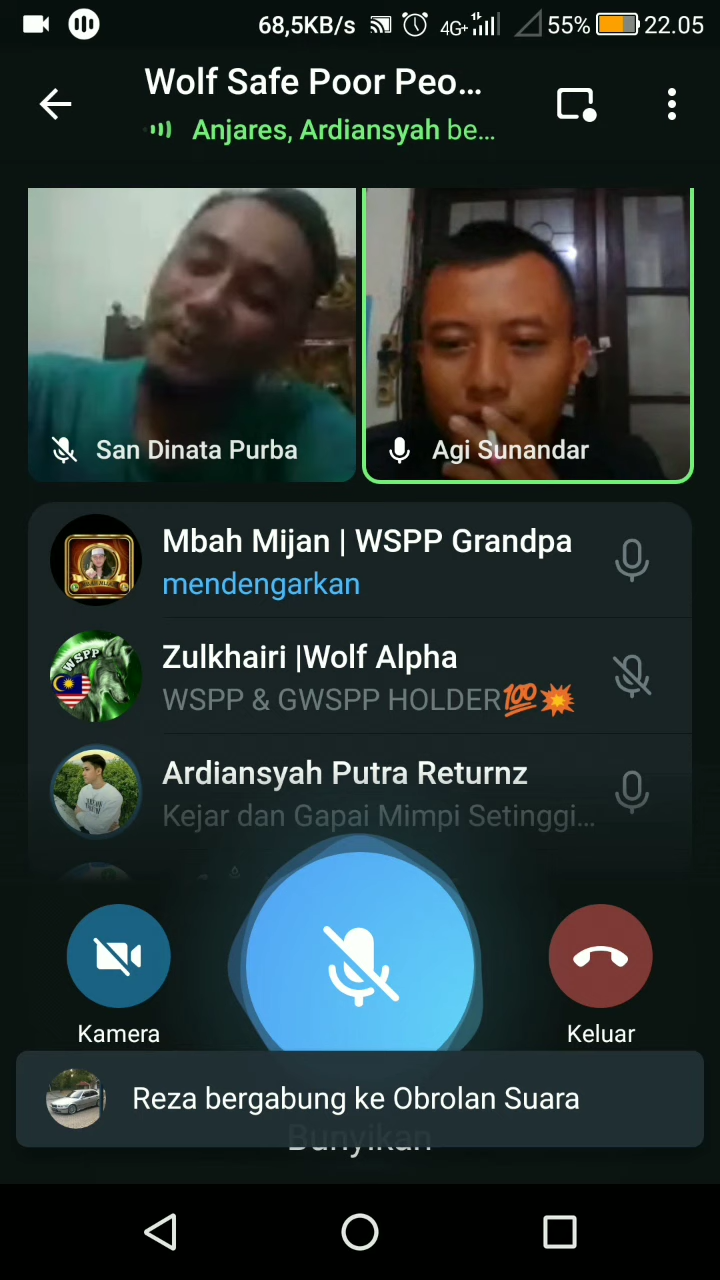 68,5KB/s 4G+ 55% 22.05
Wolf Safe Poor Peo...
Anjares, Ardiansyah be...
San Dinata Purba
Agi Sunandar
Mbah Mijan | WSPP Grandpa
mendengarkan
WSPP
Zulkhairi |Wolf Alpha
WSPP & GWSPP HOLDER💯💥
Ardiansyah Putra Returnz
Kejar dan Gapai Mimpi Setinggi...
Kamera
Keluar
Reza bergabung ke Obrolan Suara
Bunyikan